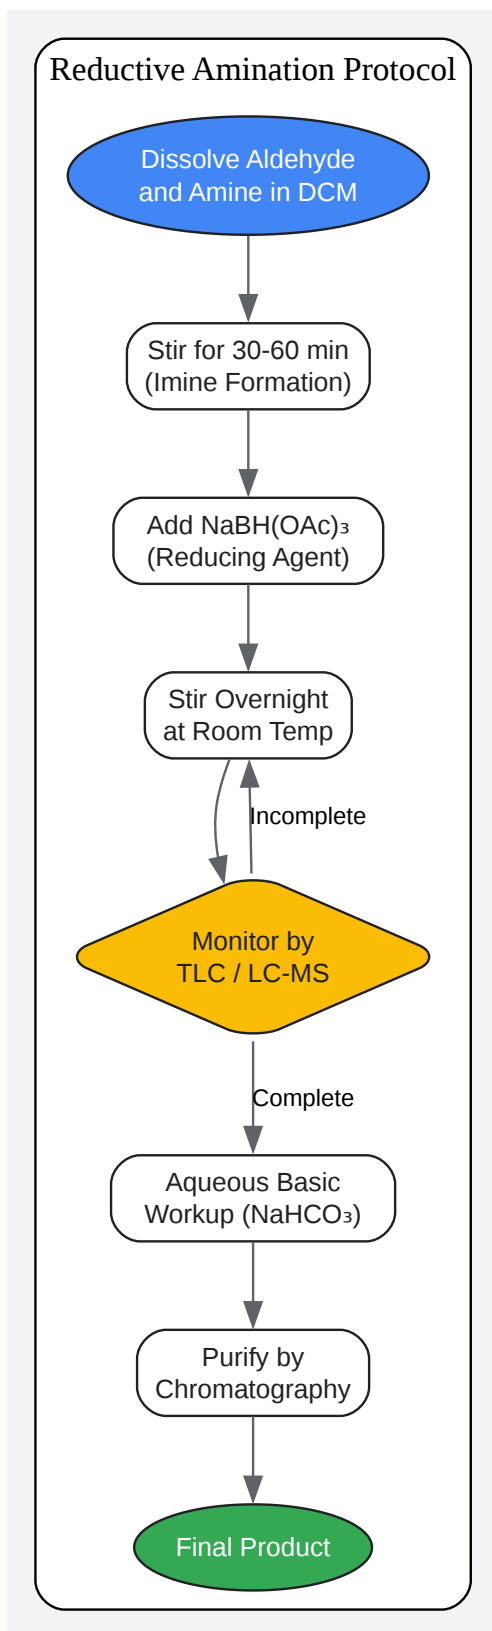 Reductive Amination Protocol
Dissolve Aldehyde
and Amine in DCM
Stir for 30-60 min
(Imine Formation)
Add NaBH(OAc)₃
(Reducing Agent)
Stir Overnight
at Room Temp
Incomplete
Monitor by
TLC / LC-MS
Complete
Aqueous Basic
Workup (NaHCO₃)
Purify by
Chromatography
Final Product